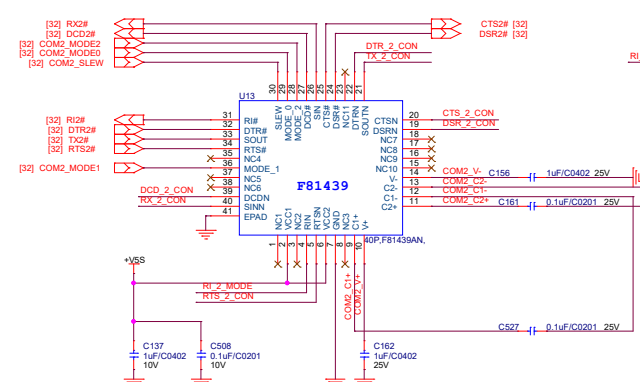 [32] RX2#
[32] DCD2#
[32] COM2_MODE2
[32] COM2_MODE0
[32] COM2_SLEW
CTS2# [32]
DSR2# [32]
DTR_2_CON
TX_2_CON
RI
30 29 28 27 26 25 24 23 22 21
U13
SLEW MODE_0 MODE_2 DCD# SIN CTS# DSR# NC11 DTRN SOUTN
[32] RI2# 31 RI#
[32] DTR2# 32 DTR#
[32] TX2# 33 SOUT
[32] RTS2# 34 RTS#
35 NC4
[32] COM2_MODE1 36 MODE_1
37 NC5
38 NC6
DCD_2_CON 39 DCDN
RX_2_CON 40 SINN
41 EPAD
F81439
CTSN 20 CTS_2_CON
DSRN 19 DSR_2_CON
NC7 18
NC8 17
NC9 16
NC10 15
V- 14 COM2_V- C156 1uF/C0402 25V
C2- 13 COM2_C2-
C1- 12 COM2_C1-
C2+ 11 COM2_C2+ C161 0.1uF/C0201 25V
NC1 VCC1 NC2 RIN RTSN VCC2 GND NC3 C1+ V+
40P,F81439AN,
1 2 3 4 5 6 7 8 9 10
+V5S
RI_2_MODE
RTS_2_CON
COM2_C1+
COM2_V+
C527 0.1uF/C0201 25V
C137
1uF/C0402
10V
C508
0.1uF/C0201
10V
C162
1uF/C0402
25V